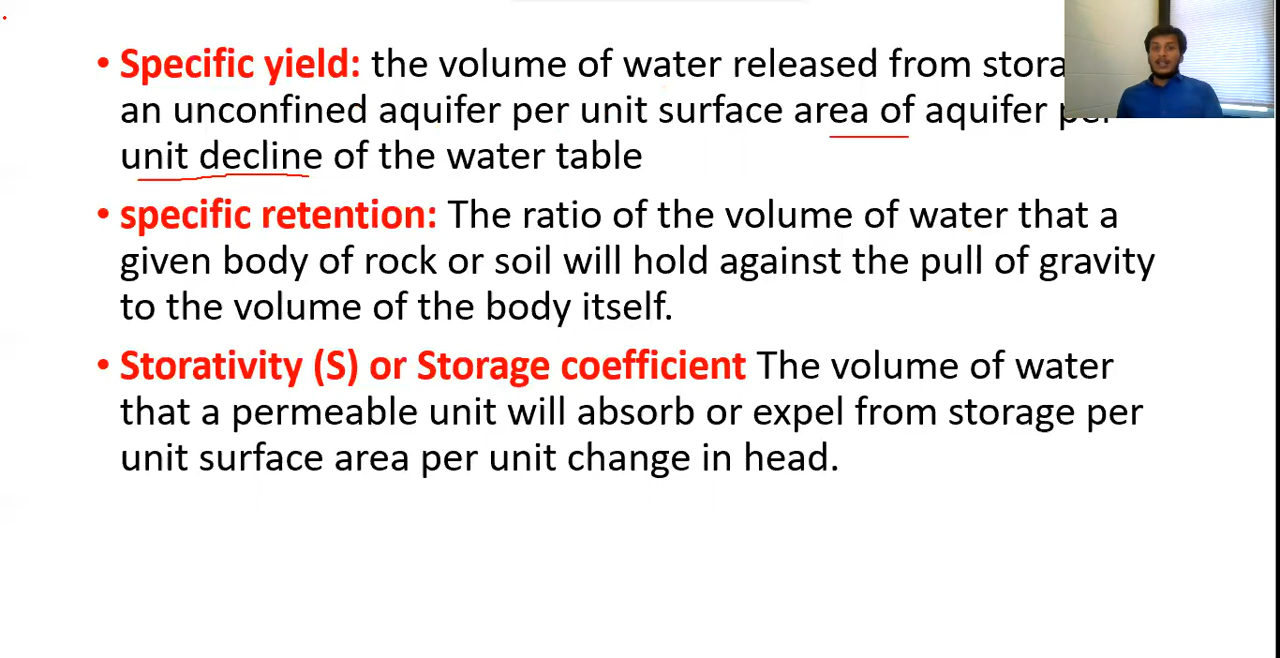 • Specific yield: the volume of water released from
an unconfined aquifer per unit surface area of aquifer
unit decline of the water table
• specific retention: The ratio of the volume of water that a
given body of rock or soil will hold against the pull of gravity
to the volume of the body itself.
• Storativity (S) or Storage coefficient The volume of water
that a permeable unit will absorb or expel from storage per
unit surface area per unit change in head.